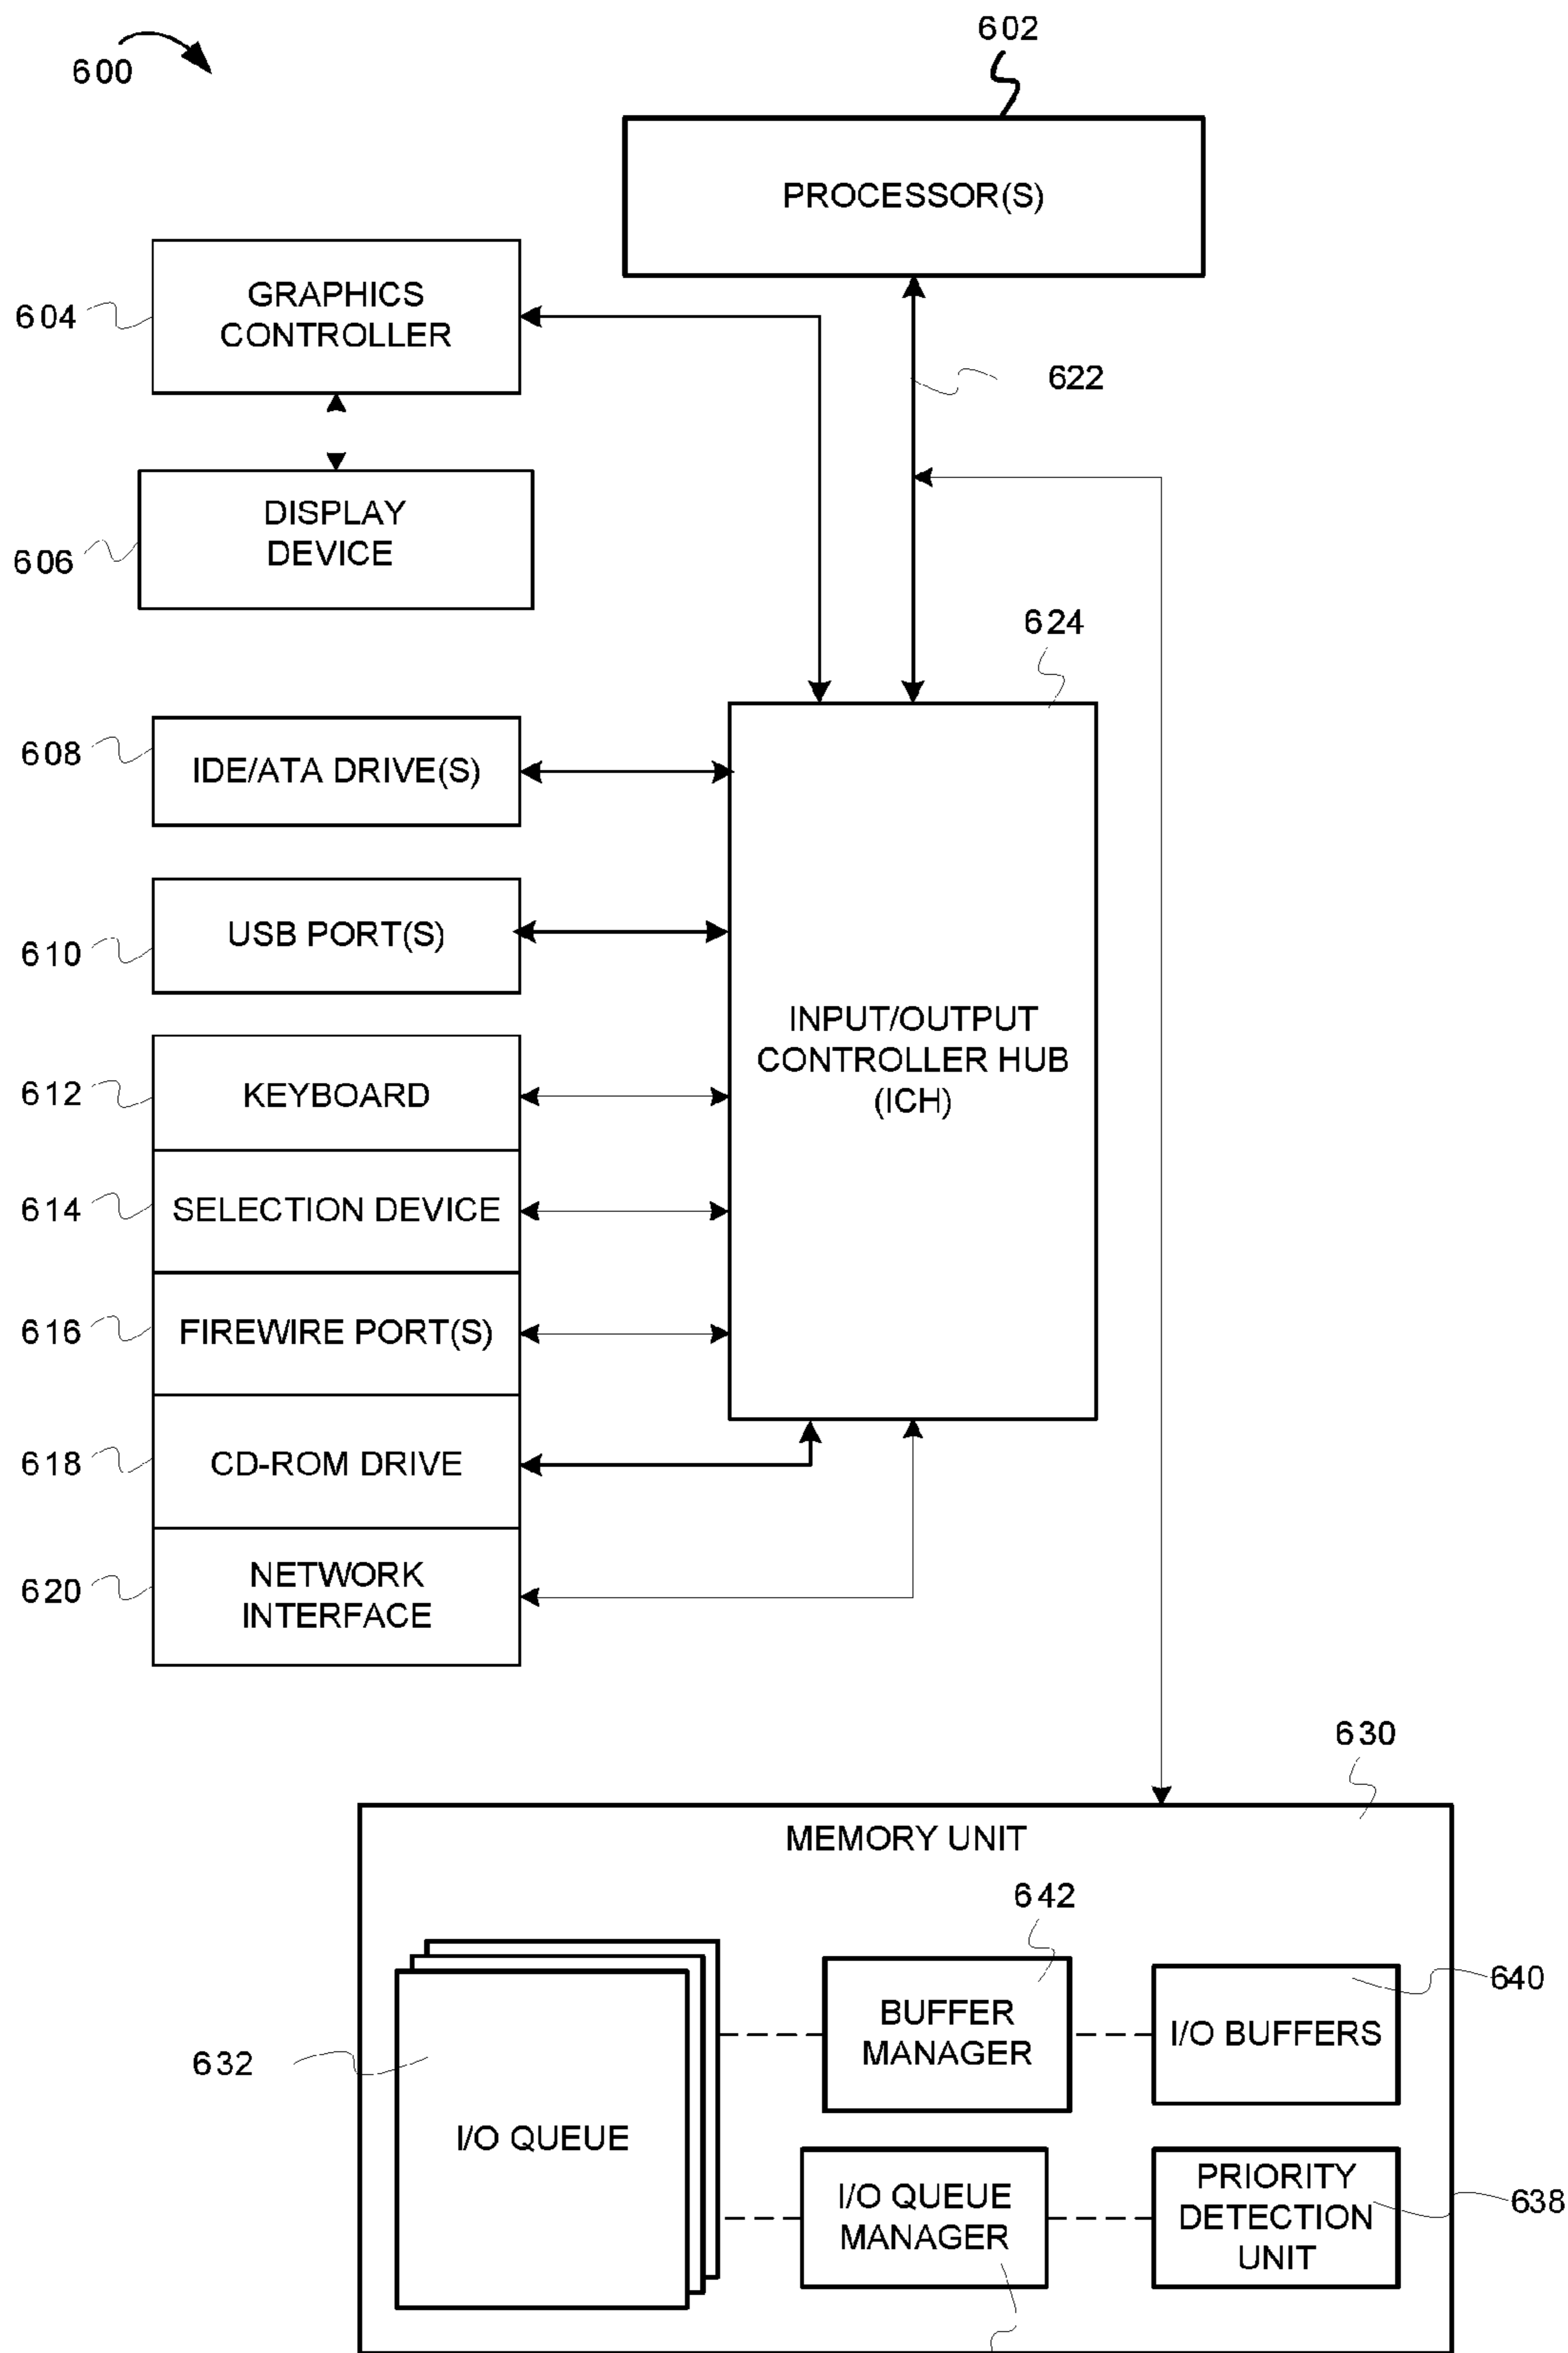 600
602
PROCESSOR(S)
604
GRAPHICS
CONTROLLER
622
606
DISPLAY
DEVICE
624
608
IDE/ATA DRIVE(S)
610
USB PORT(S)
INPUT/OUTPUT
CONTROLLER HUB
(ICH)
612
KEYBOARD
614
SELECTION DEVICE
616
FIREWIRE PORT(S)
618
CD-ROM DRIVE
620
NETWORK
INTERFACE
630
MEMORY UNIT
642
640
BUFFER
MANAGER
I/O BUFFERS
632
I/O QUEUE
I/O QUEUE
MANAGER
PRIORITY
DETECTION
UNIT
638